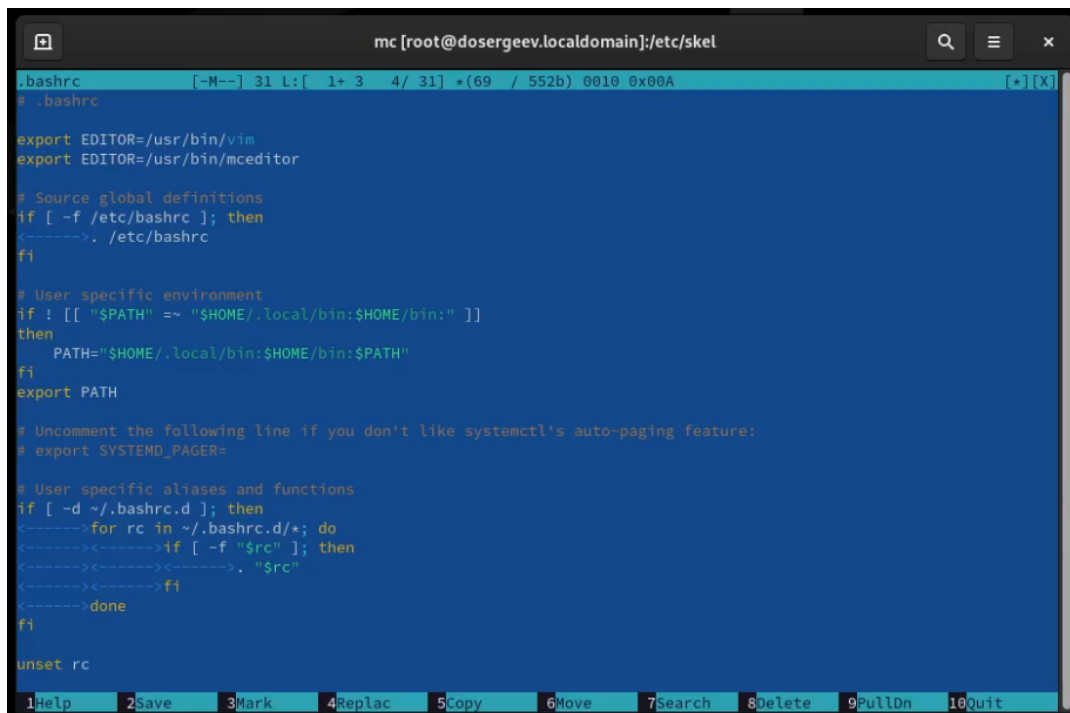 mc [root@dosergeev.localdomain]:/etc/skel
.bashrc [-M--] 31 L:[ 1+ 3 4/ 31] *(69 / 552b) 0010 0x00A [*][X]
# .bashrc
export EDITOR=/usr/bin/vim
export EDITOR=/usr/bin/mceditor
# Source global definitions
if [ -f /etc/bashrc ]; then
<------>. /etc/bashrc
fi
# User specific environment
if ! [[ "$PATH" =~ "$HOME/.local/bin:$HOME/bin:" ]]
then
    PATH="$HOME/.local/bin:$HOME/bin:$PATH"
fi
export PATH
# Uncomment the following line if you don't like systemctl's auto-paging feature:
# export SYSTEMD_PAGER=
# User specific aliases and functions
if [ -d ~/.bashrc.d ]; then
<------>for rc in ~/.bashrc.d/*; do
<------><------>if [ -f "$rc" ]; then
<------><------><------>. "$rc"
<------><------>fi
<------>done
fi
unset rc
1Help 2Save 3Mark 4Replac 5Copy 6Move 7Search 8Delete 9PullDn 10Quit